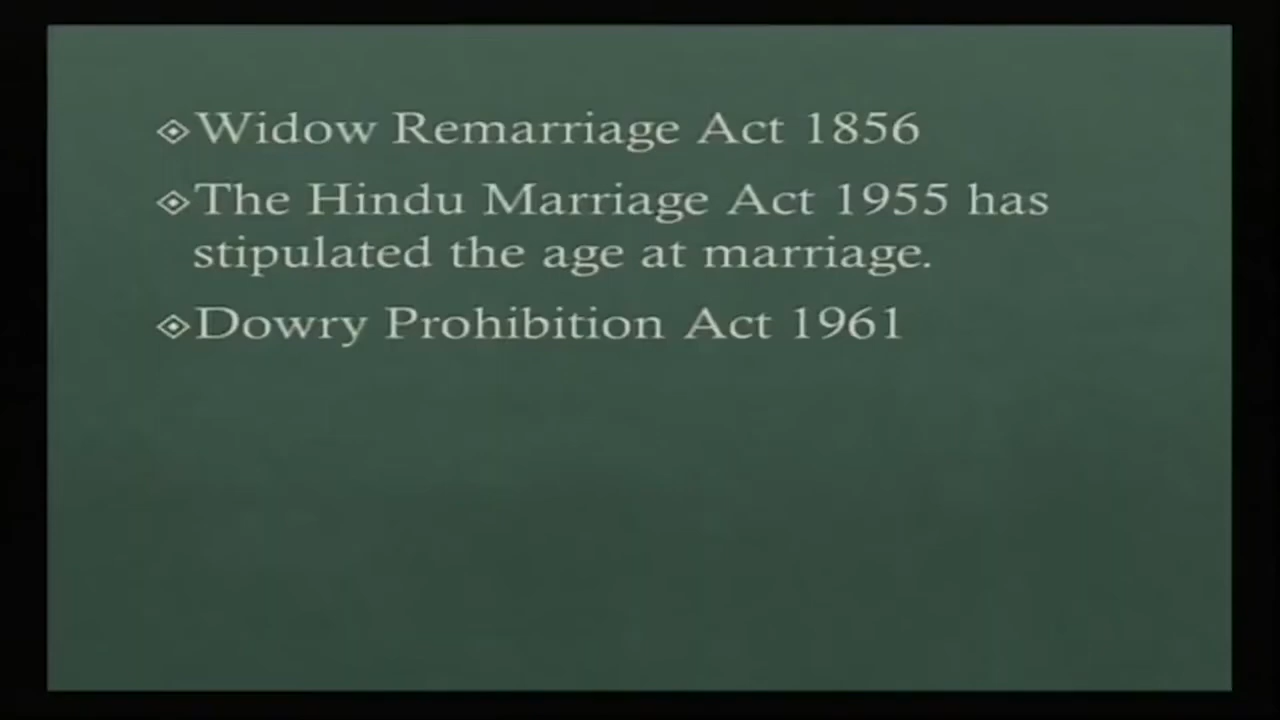 Widow Remarriage Act 1856
The Hindu Marriage Act 1955 has
stipulated the age at marriage.
Dowry Prohibition Act 1961